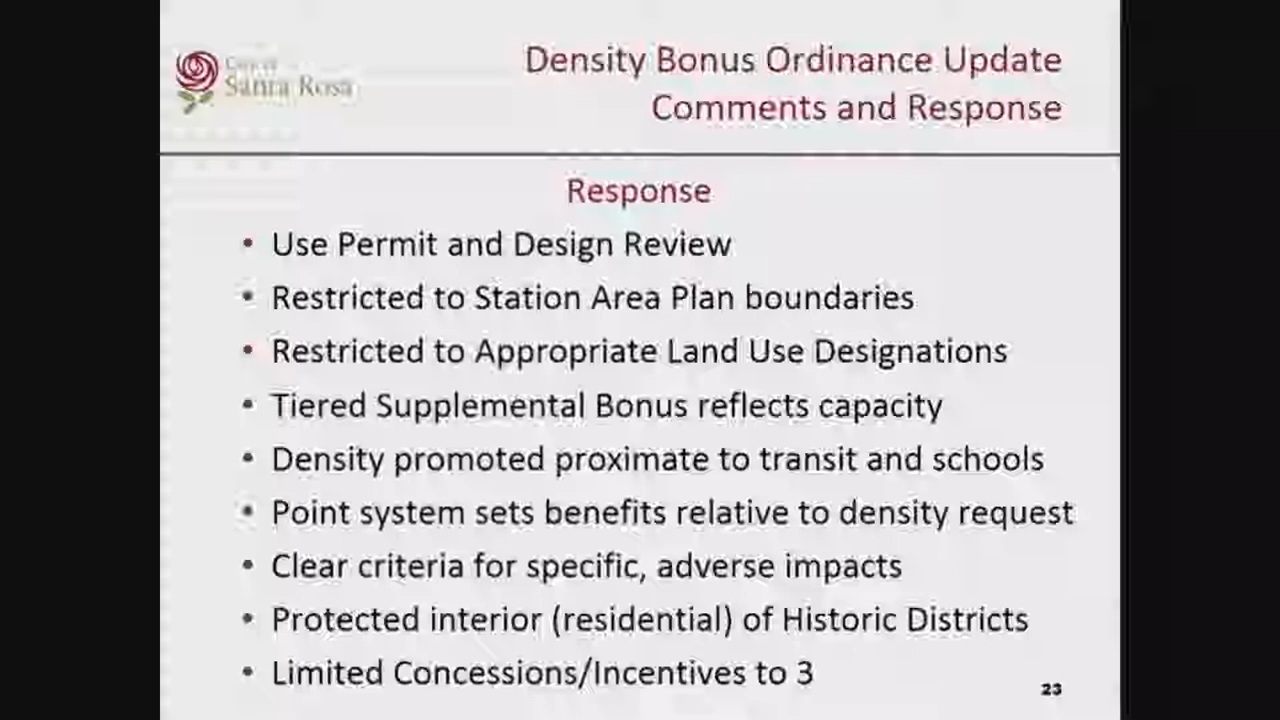 City of
Santa Rosa
Density Bonus Ordinance Update
Comments and Response
Response
• Use Permit and Design Review
• Restricted to Station Area Plan boundaries
• Restricted to Appropriate Land Use Designations
• Tiered Supplemental Bonus reflects capacity
• Density promoted proximate to transit and schools
• Point system sets benefits relative to density request
• Clear criteria for specific, adverse impacts
• Protected interior (residential) of Historic Districts
• Limited Concessions/Incentives to 3
23